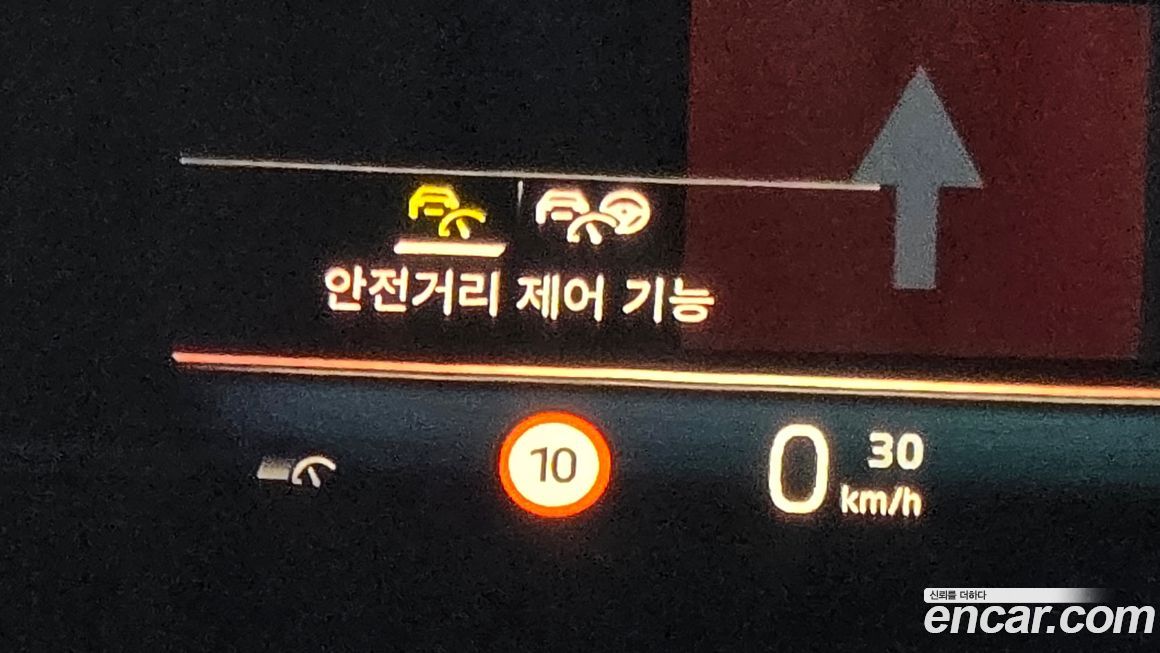 안전거리 제어 기능
10
0 30
km/h
신뢰를 더하다
encar.com